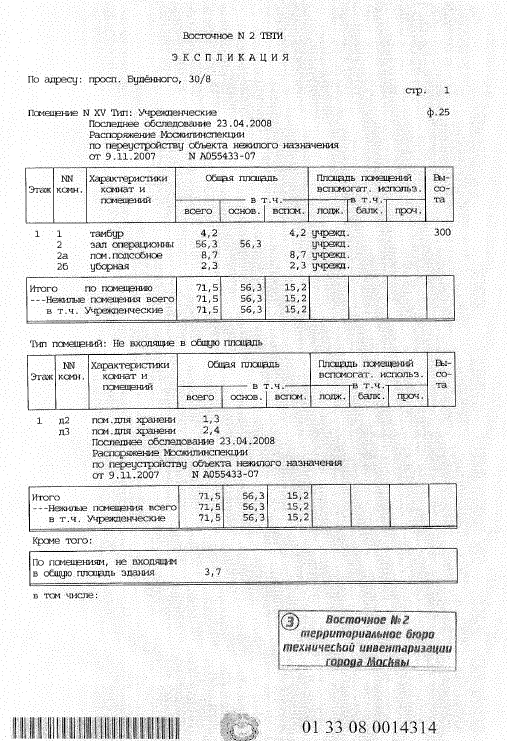 Восточное N 2 ТБТИ
ЭКСПЛИКАЦИЯ
По адресу: просп. Будённого, 30/8
стр. 1
Помещение N XV Тип: Учрежденческие ф.25
Последнее обследование 23.04.2008
Распоряжение Мосжилинспекции
по переустройству объекта нежилого назначения
от 9.11.2007 N А055433-07
Этаж NN комн. Характеристики комнат и помещений Общая площадь Площадь помещений вспомогат. использ. Вы-со-та
в т.ч. в т.ч.
всего основ. вспом. лодж. балк. проч.
1 1 тамбур 4,2 4,2 учрежд. 300
2 зал операционны 56,3 56,3 учрежд.
2а пом.подсобное 8,7 8,7 учрежд.
2б уборная 2,3 2,3 учрежд.
Итого по помещению 71,5 56,3 15,2
---Нежилые помещения всего 71,5 56,3 15,2
в т.ч. Учрежденческие 71,5 56,3 15,2
Тип помещений: Не входящие в общую площадь
Этаж NN комн. Характеристики комнат и помещений Общая площадь Площадь помещений вспомогат. использ. Вы-со-та
в т.ч. в т.ч.
всего основ. вспом. лодж. балк. проч.
1 д2 пом.для хранени 1,3
д3 пом.для хранени 2,4
Последнее обследование 23.04.2008
Распоряжение Мосжилинспекции
по переустройству объекта нежилого назначения
от 9.11.2007 N А055433-07
Итого 71,5 56,3 15,2
---Нежилые помещения всего 71,5 56,3 15,2
в т.ч. Учрежденческие 71,5 56,3 15,2
Кроме того:
По помещениям, не входящим
в общую площадь здания 3,7
в том числе:
3 Восточное №2
территориальное бюро
технической инвентаризации
города Москвы
01 33 08 0014314